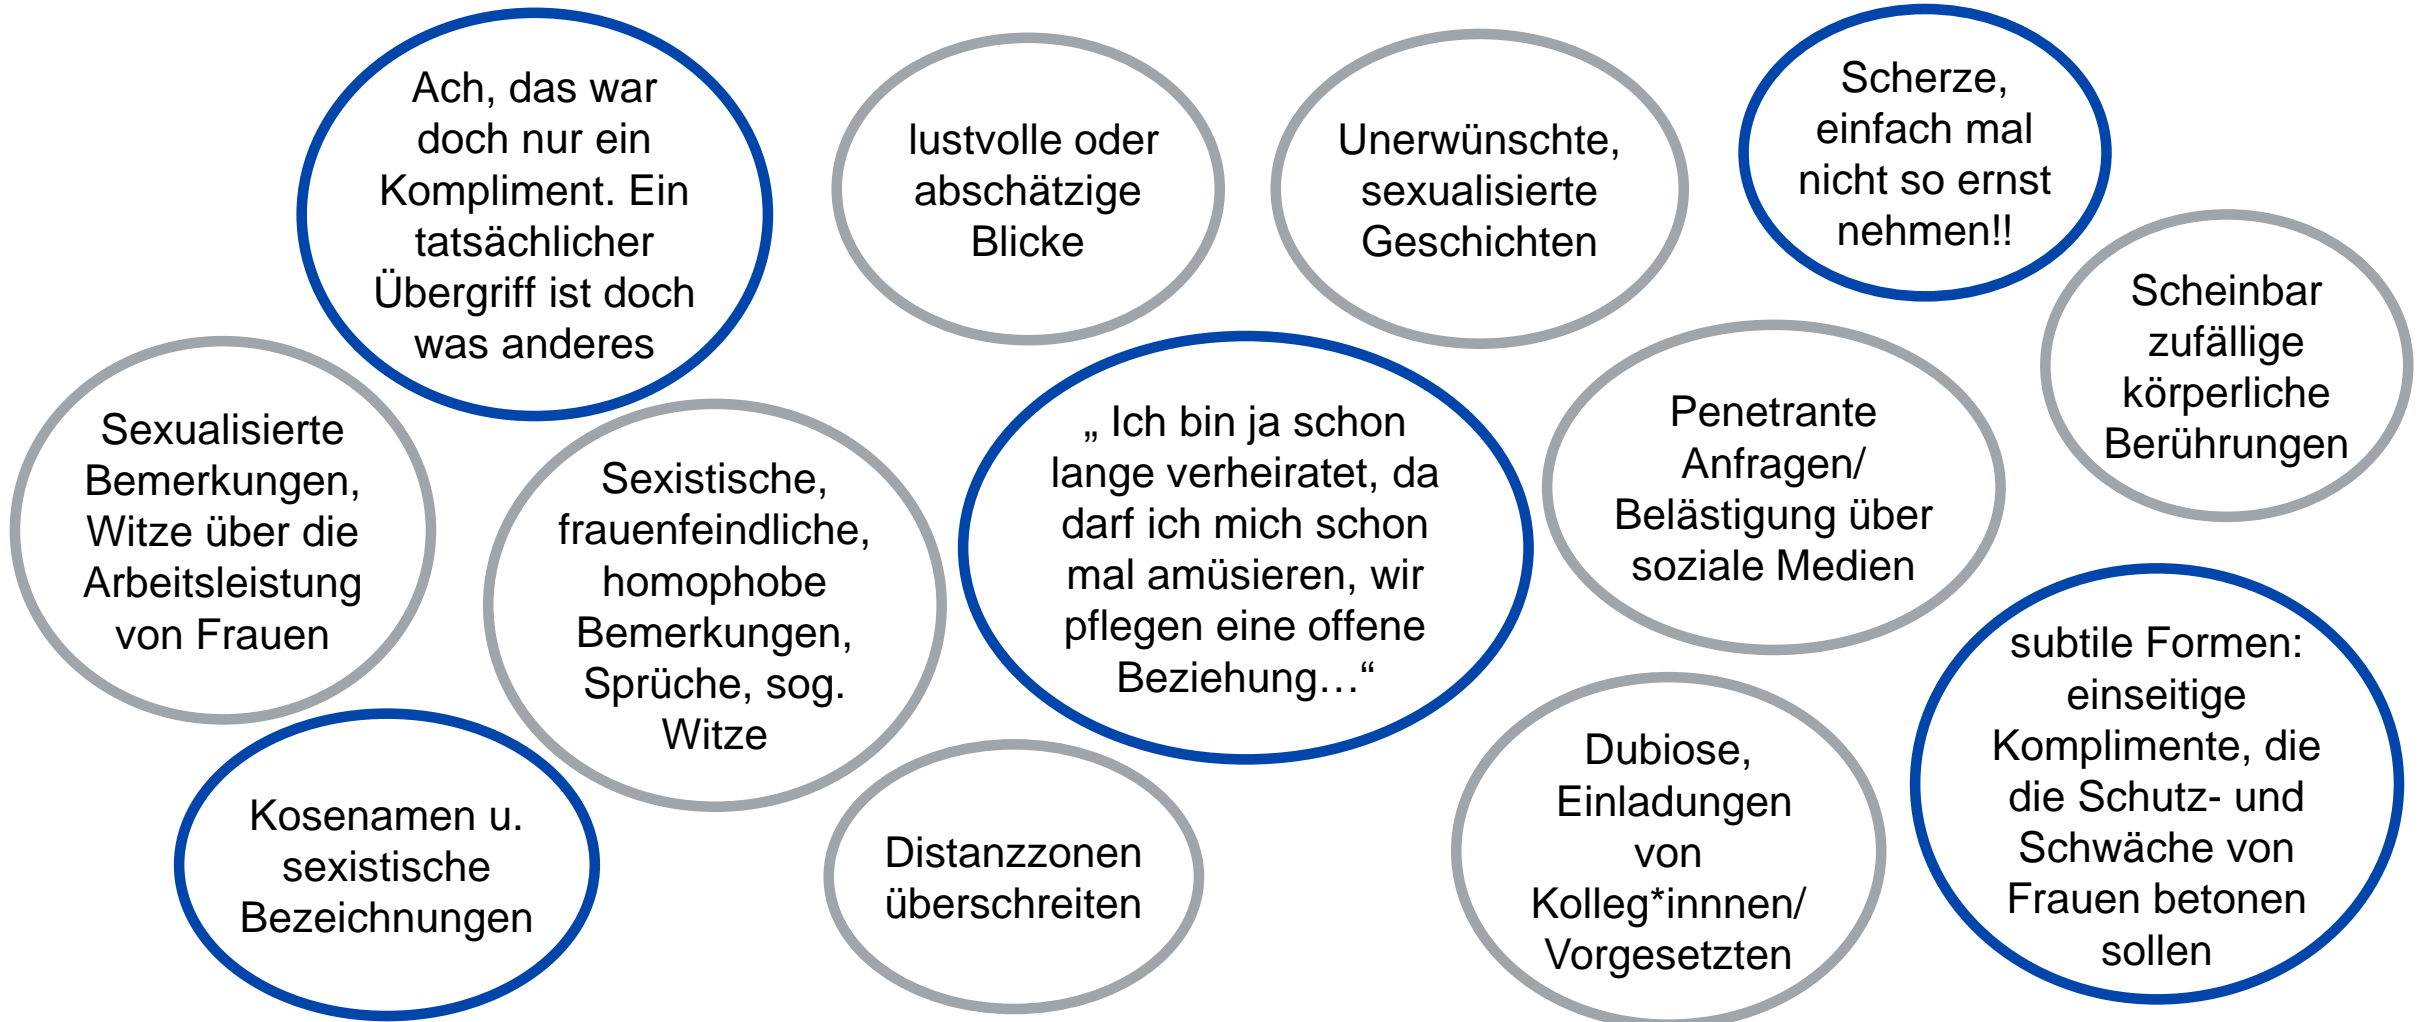 Ach, das war
doch nur ein
Kompliment. Ein
tatsächlicher
Übergriff ist doch
was anderes
lustvolle oder
abschätzige
Blicke
Unerwünschte,
sexualisierte
Geschichten
Scherze,
einfach mal
nicht so ernst
nehmen!!
Scheinbar
zufällige
körperliche
Berührungen
Sexualisierte
Bemerkungen,
Witze über die
Arbeitsleistung
von Frauen
Sexistische,
frauenfeindliche,
homophobe
Bemerkungen,
Sprüche, sog.
Witze
„ Ich bin ja schon
lange verheiratet, da
darf ich mich schon
mal amüsieren, wir
pflegen eine offene
Beziehung…“
Penetrante
Anfragen/
Belästigung über
soziale Medien
Kosenamen u.
sexistische
Bezeichnungen
Distanzzonen
überschreiten
Dubiose,
Einladungen
von
Kolleg*innnen/
Vorgesetzten
subtile Formen:
einseitige
Komplimente, die
die Schutz- und
Schwäche von
Frauen betonen
sollen